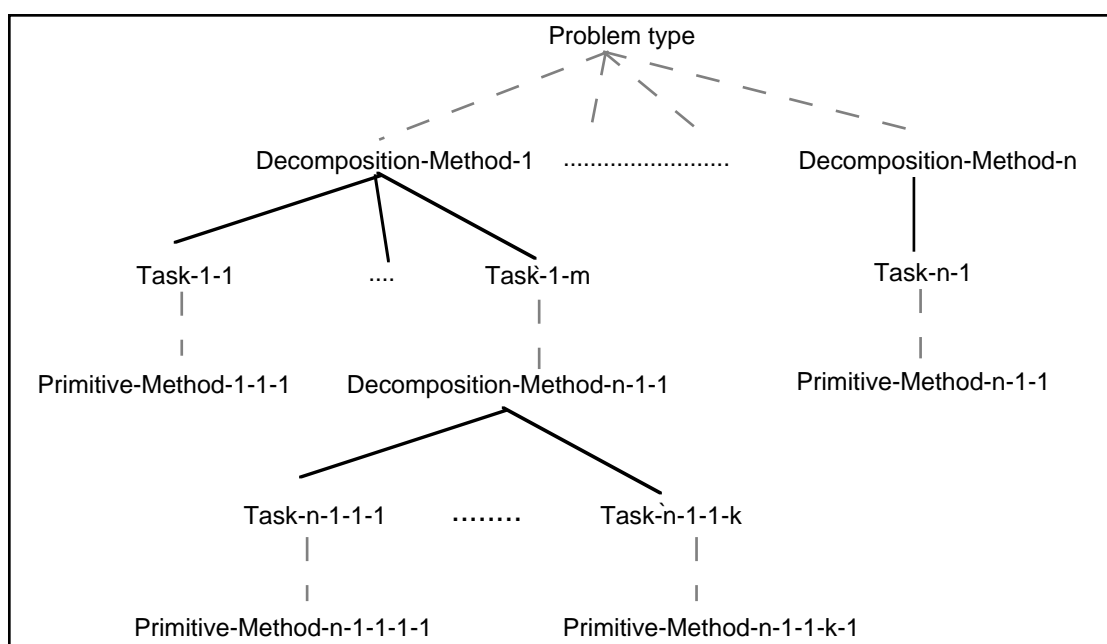 Problem type
Decomposition-Method-1 ......................... Decomposition-Method-n
Task-1-1 .... Task-1-m Task-n-1
Primitive-Method-1-1-1 Decomposition-Method-n-1-1 Primitive-Method-n-1-1
Task-n-1-1-1 ........ Task-n-1-1-k
Primitive-Method-n-1-1-1-1 Primitive-Method-n-1-1-k-1